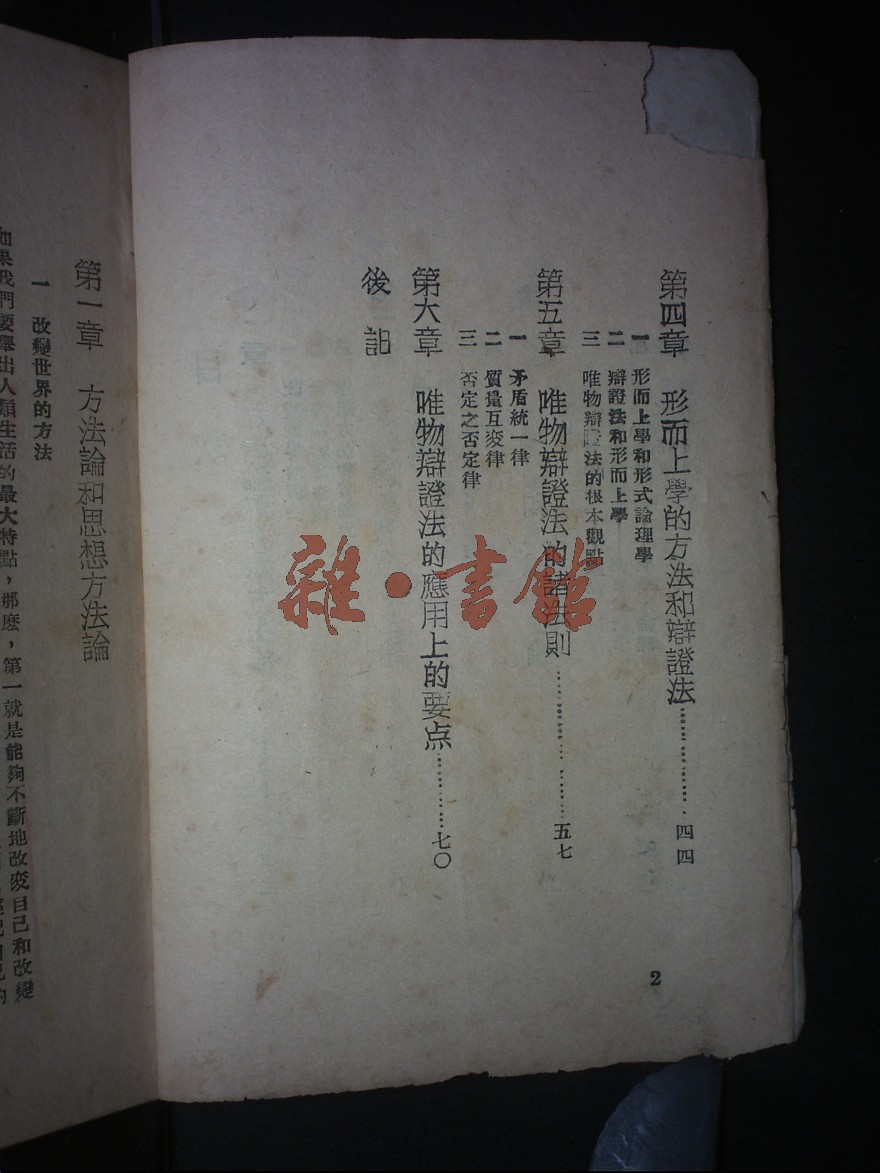 第四章 形而上學的方法和辯證法……………四四
一 形而上學和形式論理學
二 辯證法和形而上學
三 唯物辯證法的根本觀點
第五章 唯物辯證法的諸法則……………五七
一 矛盾統一律
二 質量互変律
三 否定之否定律
第六章 唯物辯證法的應用上的要点…………七〇
後記
2
雜·書館
第一章 方法論和思想方法論
一 改變世界的方法
如果我們要舉出人類生活的最大特點，那麽，第一就是能夠不斷地改变自己和改變